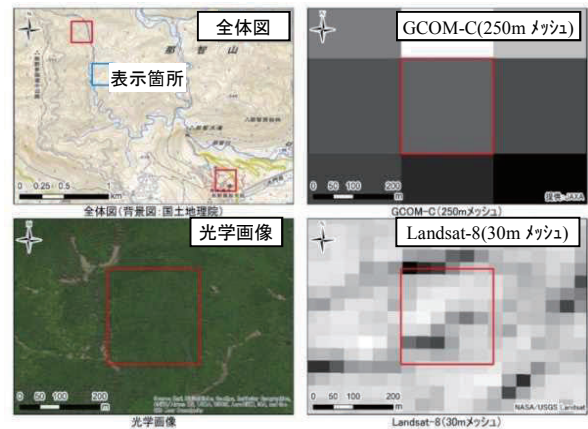 全体図
表示箇所
那智山
0 0.25 0.5 1
km
全体図(背景図:国土地理院)
GCOM-C(250m メッシュ)
0 50 100 200
m
提供:JAXA
GCOM-C(250mメッシュ)
光学画像
0 50 100 200
m
光学画像
Landsat-8(30m メッシュ)
0 50 100 200
m
NASA/USGS Landsat
Landsat-8(30mメッシュ)